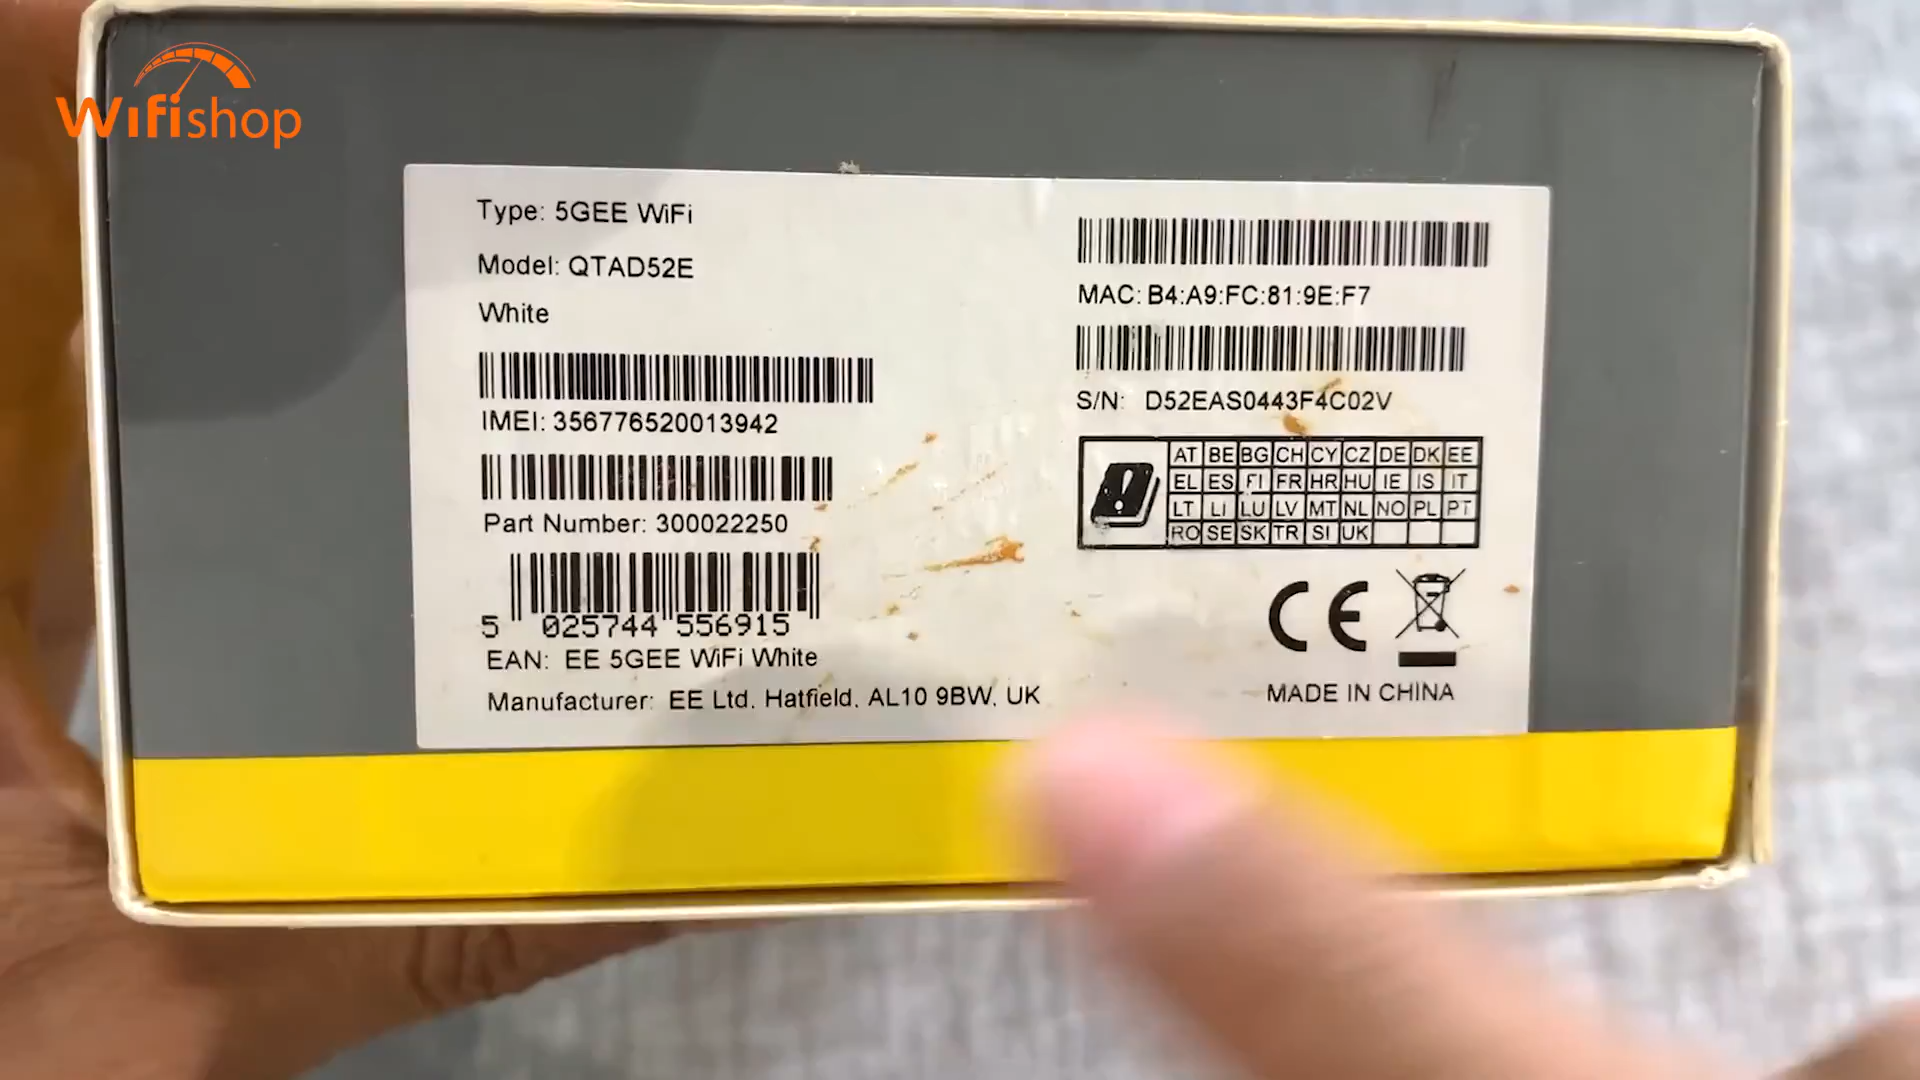 Wifishop
Type: 5GEE WiFi
Model: QTAD52E
White
IMEI: 356776520013942
Part Number: 300022250
5 025744 556915
EAN: EE 5GEE WiFi White
Manufacturer: EE Ltd. Hatfield. AL10 9BW, UK
MAC: B4:A9:FC:81:9E:F7
S/N: D52EAS0443F4C02V
AT BE BG CH CY CZ DE DK EE
EL ES FI FR HR HU IE IS IT
LT LI LU LV MT NL NO PL PT
RO SE SK TR SI UK
CE
MADE IN CHINA